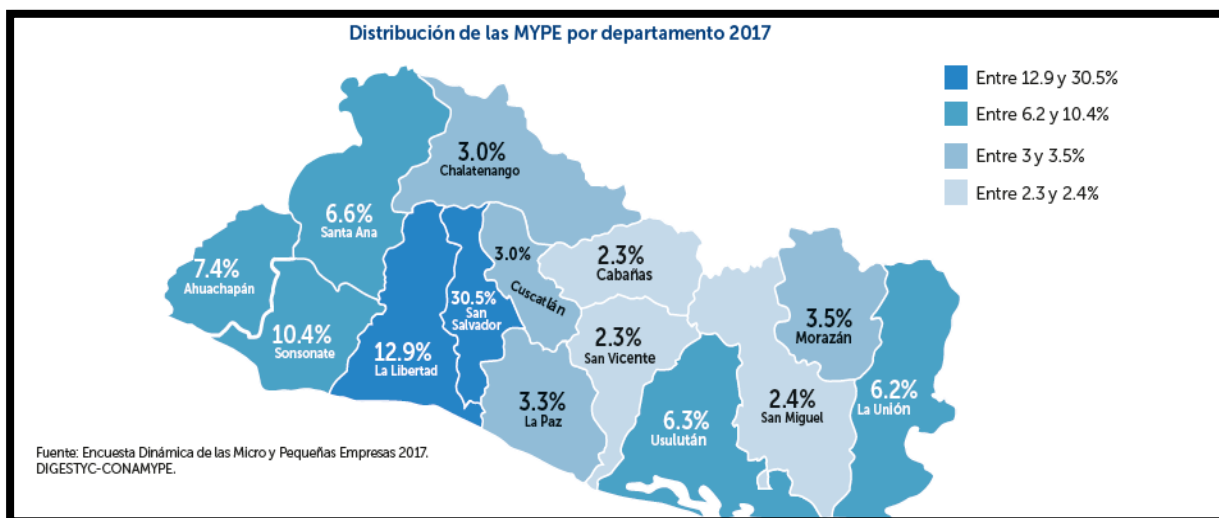 Distribución de las MYPE por departamento 2017
Entre 12.9 y 30.5%
Entre 6.2 y 10.4%
Entre 3 y 3.5%
Entre 2.3 y 2.4%
3.0%
Chalatenango
6.6%
Santa Ana
7.4%
Ahuachapán
10.4%
Sonsonate
12.9%
La Libertad
30.5%
San
Salvador
3.0%
Cuscatlán
2.3%
Cabañas
2.3%
San Vicente
3.3%
La Paz
6.3%
Usulután
2.4%
San Miguel
3.5%
Morazán
6.2%
La Unión
Fuente: Encuesta Dinámica de las Micro y Pequeñas Empresas 2017.
DIGESTYC-CONAMYPE.